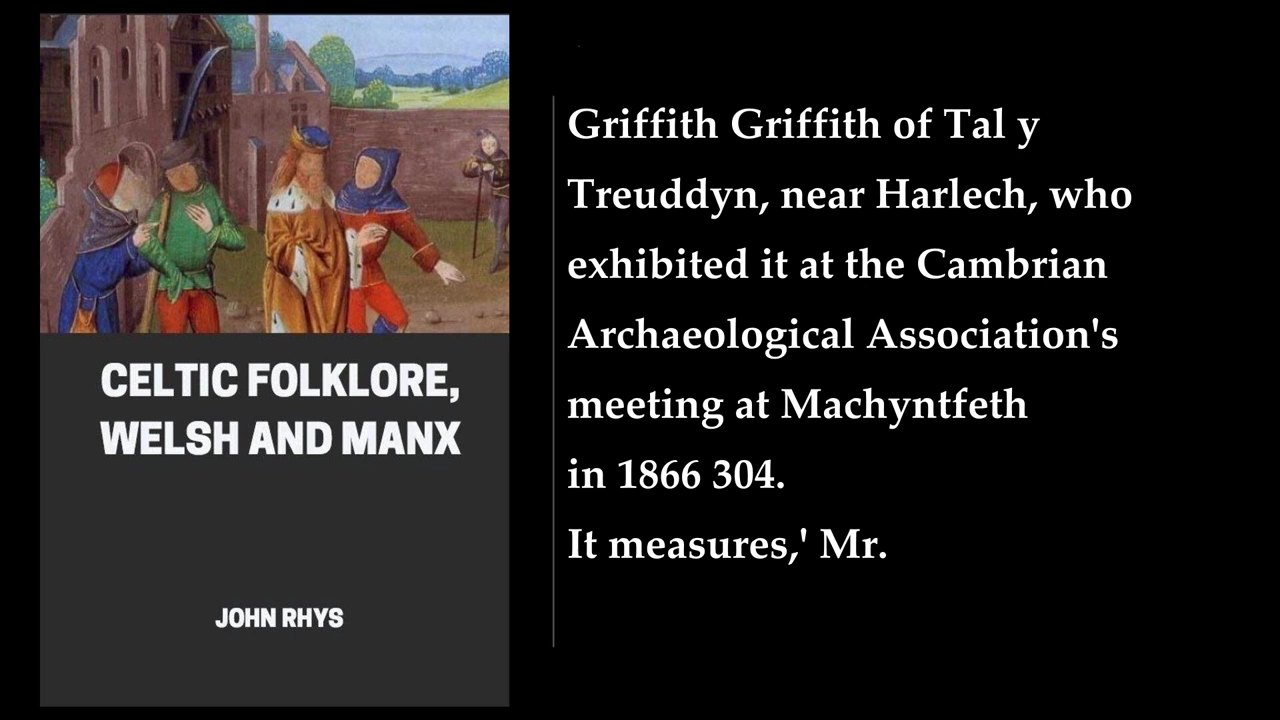 CELTIC FOLKLORE,
WELSH AND MANX
JOHN RHYS
Griffith Griffith of Tal y
Treuddyn, near Harlech, who
exhibited it at the Cambrian
Archaeological Association's
meeting at Machyntfeth
in 1866 304.
It measures,' Mr.